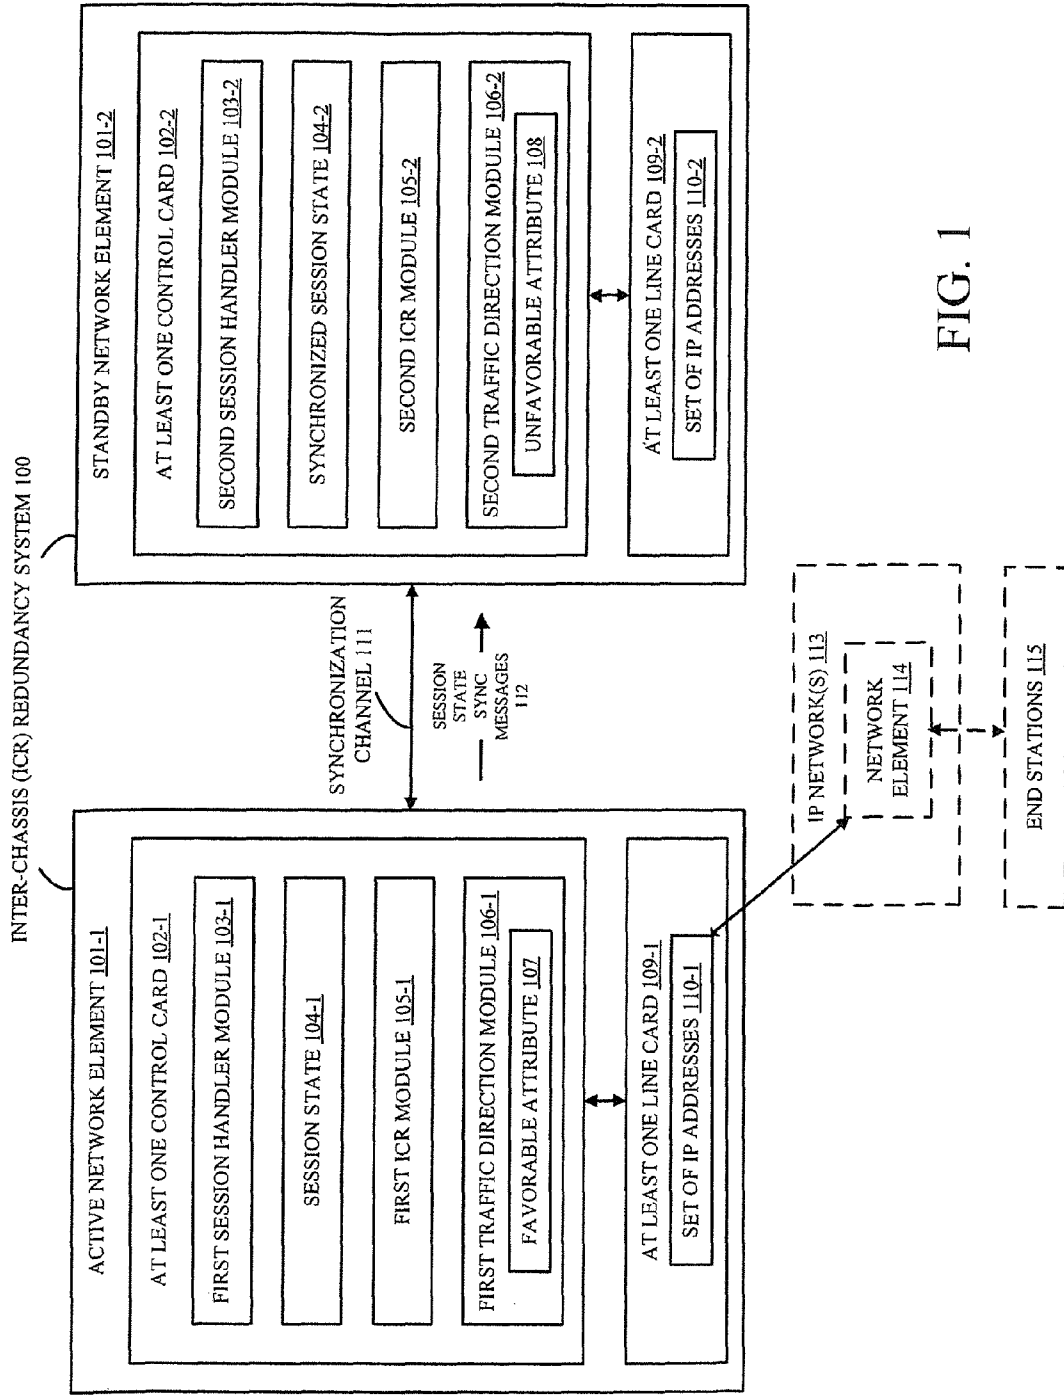 INTER-CHASSIS (ICR) REDUNDANCY SYSTEM 100
ACTIVE NETWORK ELEMENT 101-1
AT LEAST ONE CONTROL CARD 102-1
FIRST SESSION HANDLER MODULE 103-1
SESSION STATE 104-1
FIRST ICR MODULE 105-1
FIRST TRAFFIC DIRECTION MODULE 106-1
FAVORABLE ATTRIBUTE 107
AT LEAST ONE LINE CARD 109-1
SET OF IP ADDRESSES 110-1
SYNCHRONIZATION
CHANNEL 111
SESSION
STATE
SYNC
MESSAGES
112
STANDBY NETWORK ELEMENT 101-2
AT LEAST ONE CONTROL CARD 102-2
SECOND SESSION HANDLER MODULE 103-2
SYNCHRONIZED SESSION STATE 104-2
SECOND ICR MODULE 105-2
SECOND TRAFFIC DIRECTION MODULE 106-2
UNFAVORABLE ATTRIBUTE 108
AT LEAST ONE LINE CARD 109-2
SET OF IP ADDRESSES 110-2
IP NETWORK(S) 113
NETWORK
ELEMENT 114
END STATIONS 115
FIG. 1